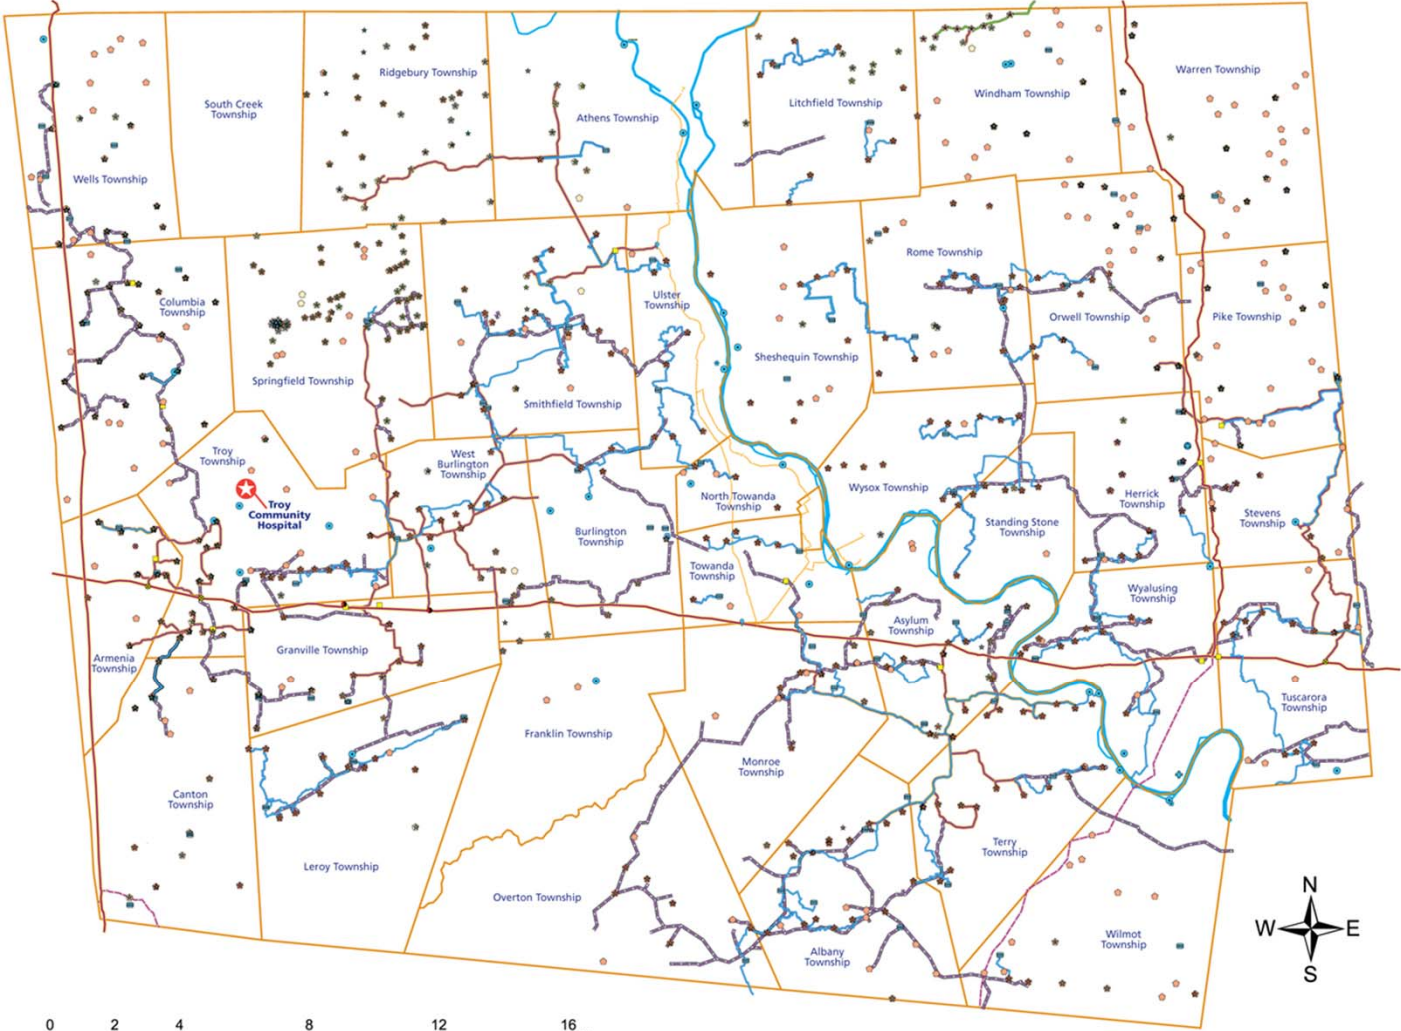 Ridgebury Township
Warren Township
South Creek
Township
Athens Township
Litchfield Township
Windham Township
Wells Township
Rome Township
Columbia
Township
Ulster
Township
Orwell Township
Pike Township
Sheshequin Township
Springfield Township
Smithfield Township
Troy
Township
West
Burlington
Township
Troy
Community
Hospital
North Towanda
Township
Wysox Township
Herrick
Township
Standing Stone
Township
Stevens
Township
Burlington
Township
Towanda
Township
Wyalusing
Township
Asylum
Township
Armenia
Township
Granville Township
Tuscarora
Township
Franklin Township
Monroe
Township
Canton
Township
Leroy Township
Terry
Township
Overton Township
Albany
Township
Wilmot
Township
N
W E
S
0 2 4 8 12 16